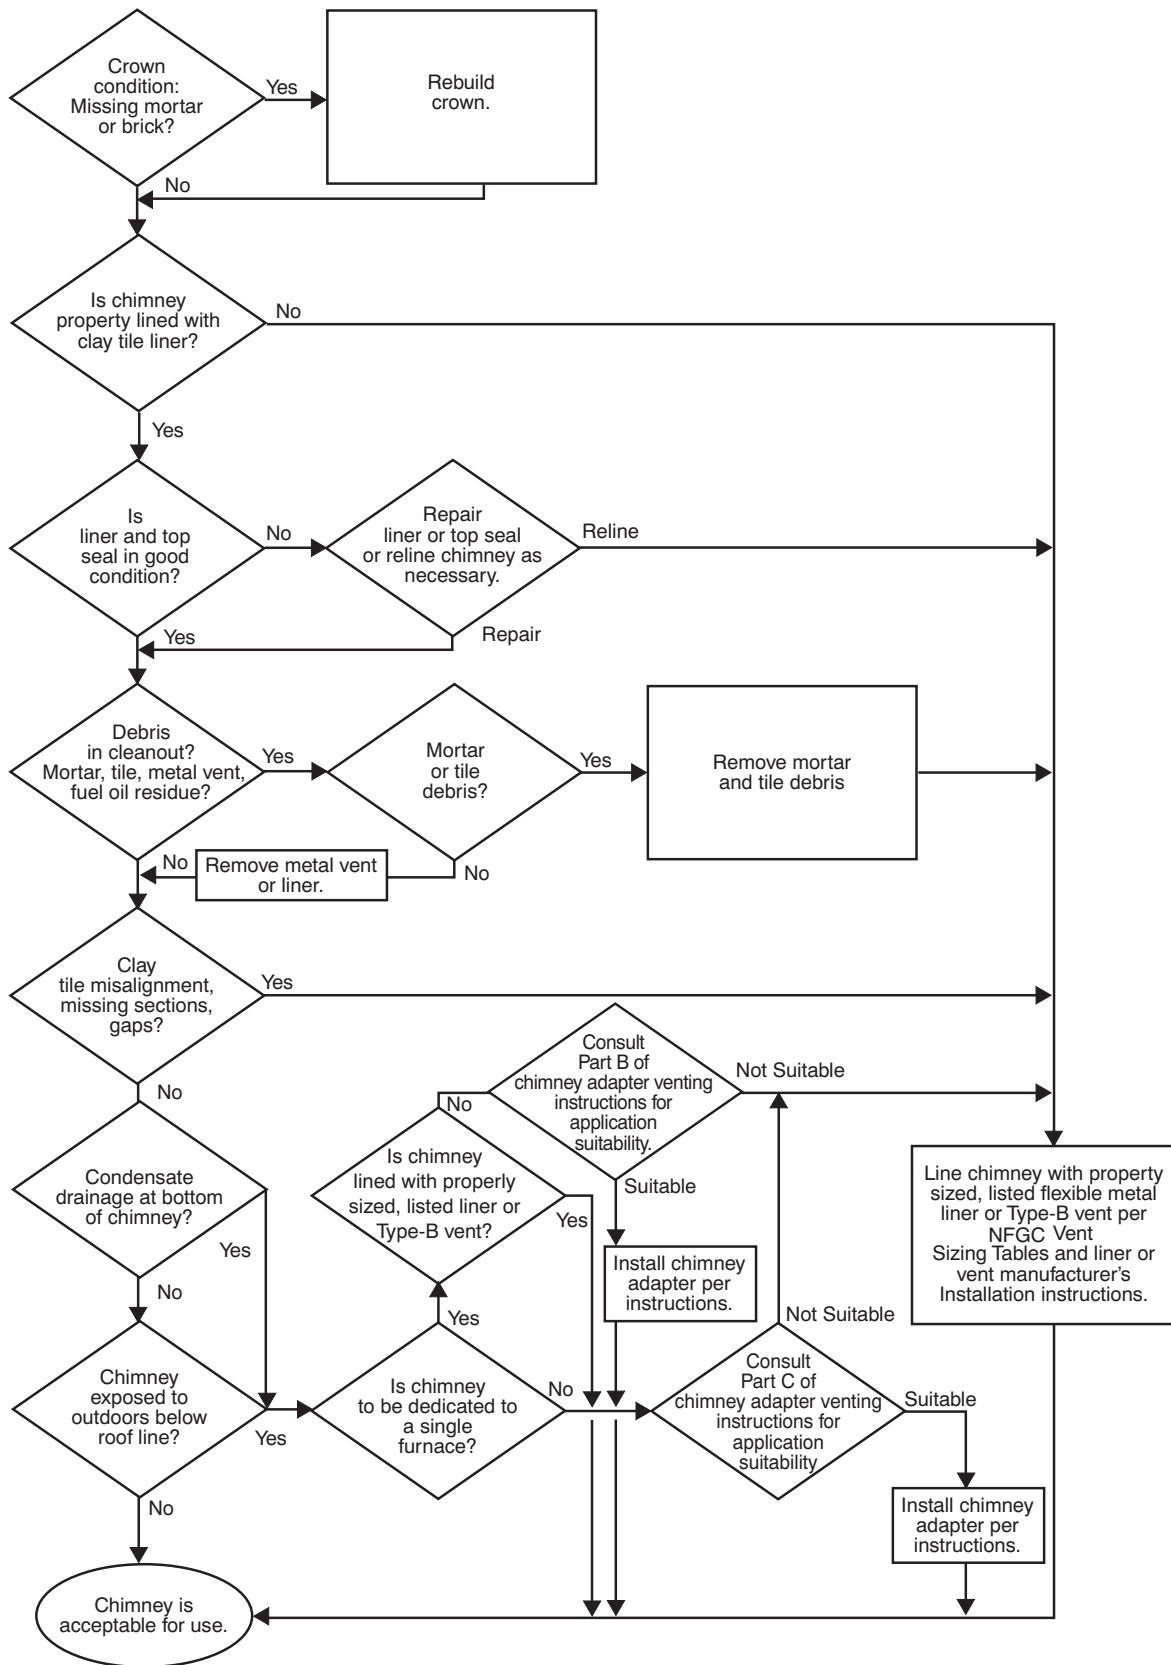 Crown
condition:
Missing mortar
or brick?
Yes
Rebuild
crown.
No
Is chimney
property lined with
clay tile liner?
No
Yes
Is
liner and top
seal in good
condition?
No
Repair
liner or top seal
or reline chimney as
necessary.
Reline
Yes
Repair
Debris
in cleanout?
Mortar, tile, metal vent,
fuel oil residue?
Yes
Mortar
or tile
debris?
Yes
Remove mortar
and tile debris
No
Remove metal vent
or liner.
No
Clay
tile misalignment,
missing sections,
gaps?
Yes
No
Consult
Part B of
chimney adapter venting
instructions for
application
suitability.
Not Suitable
No
Suitable
Condensate
drainage at bottom
of chimney?
Yes
No
Is chimney
lined with properly
sized, listed liner or
Type-B vent?
Yes
Install chimney
adapter per
instructions.
Line chimney with property
sized, listed flexible metal
liner or Type-B vent per
NFGC Vent
Sizing Tables and liner or
vent manufacturer's
Installation instructions.
Chimney
exposed to
outdoors below
roof line?
Yes
No
Is chimney
to be dedicated to
a single
furnace?
Yes
No
Consult
Part C of
chimney adapter venting
instructions for
application
suitability
Not Suitable
Suitable
Install chimney
adapter per
instructions.
Chimney is
acceptable for use.